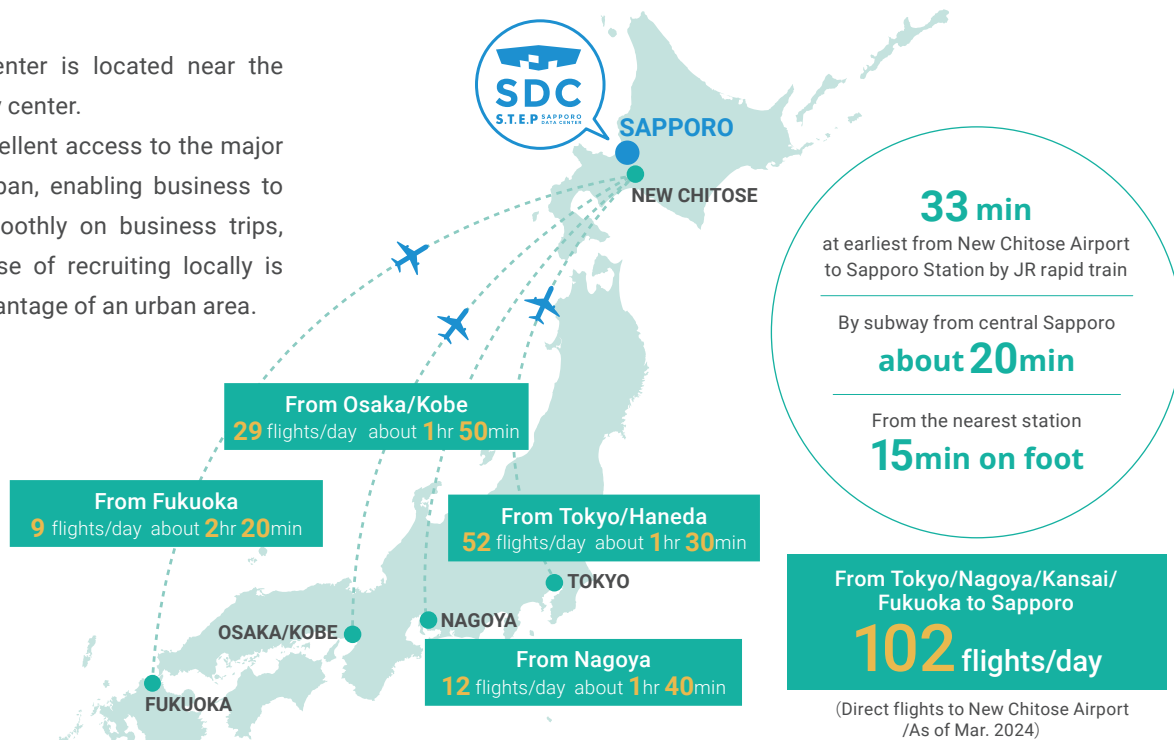 enter is located near the
center.
ellent access to the major
pan, enabling business to
oothly on business trips,
se of recruiting locally is
antage of an urban area.
SDC
S.T.E.P SAPPORO
DATA CENTER
SAPPORO
NEW CHITOSE
33 min
at earliest from New Chitose Airport
to Sapporo Station by JR rapid train
By subway from central Sapporo
about 20min
From the nearest station
15min on foot
From Osaka/Kobe
29 flights/day about 1hr 50min
From Fukuoka
9 flights/day about 2hr 20min
From Tokyo/Haneda
52 flights/day about 1hr 30min
TOKYO
NAGOYA
OSAKA/KOBE
From Nagoya
12 flights/day about 1hr 40min
FUKUOKA
From Tokyo/Nagoya/Kansai/
Fukuoka to Sapporo
102 flights/day
(Direct flights to New Chitose Airport
/As of Mar. 2024)